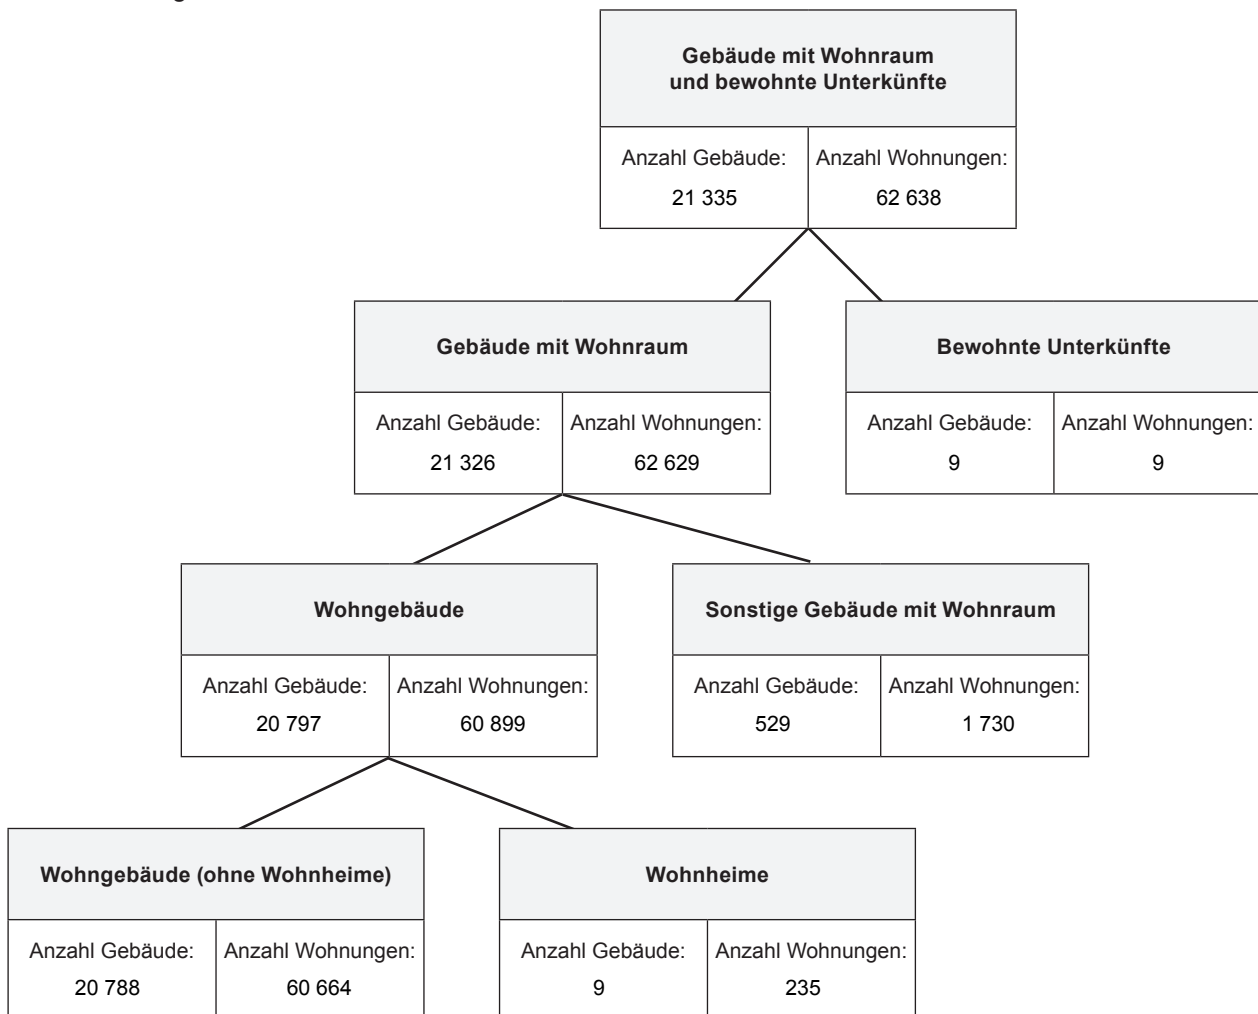 Gebäude mit Wohnraum
und bewohnte Unterkünfte
Anzahl Gebäude: Anzahl Wohnungen:
21 335 62 638
Gebäude mit Wohnraum Bewohnte Unterkünfte
Anzahl Gebäude: Anzahl Wohnungen: Anzahl Gebäude: Anzahl Wohnungen:
21 326 62 629 9 9
Wohngebäude Sonstige Gebäude mit Wohnraum
Anzahl Gebäude: Anzahl Wohnungen: Anzahl Gebäude: Anzahl Wohnungen:
20 797 60 899 529 1 730
Wohngebäude (ohne Wohnheime) Wohnheime
Anzahl Gebäude: Anzahl Wohnungen: Anzahl Gebäude: Anzahl Wohnungen:
20 788 60 664 9 235